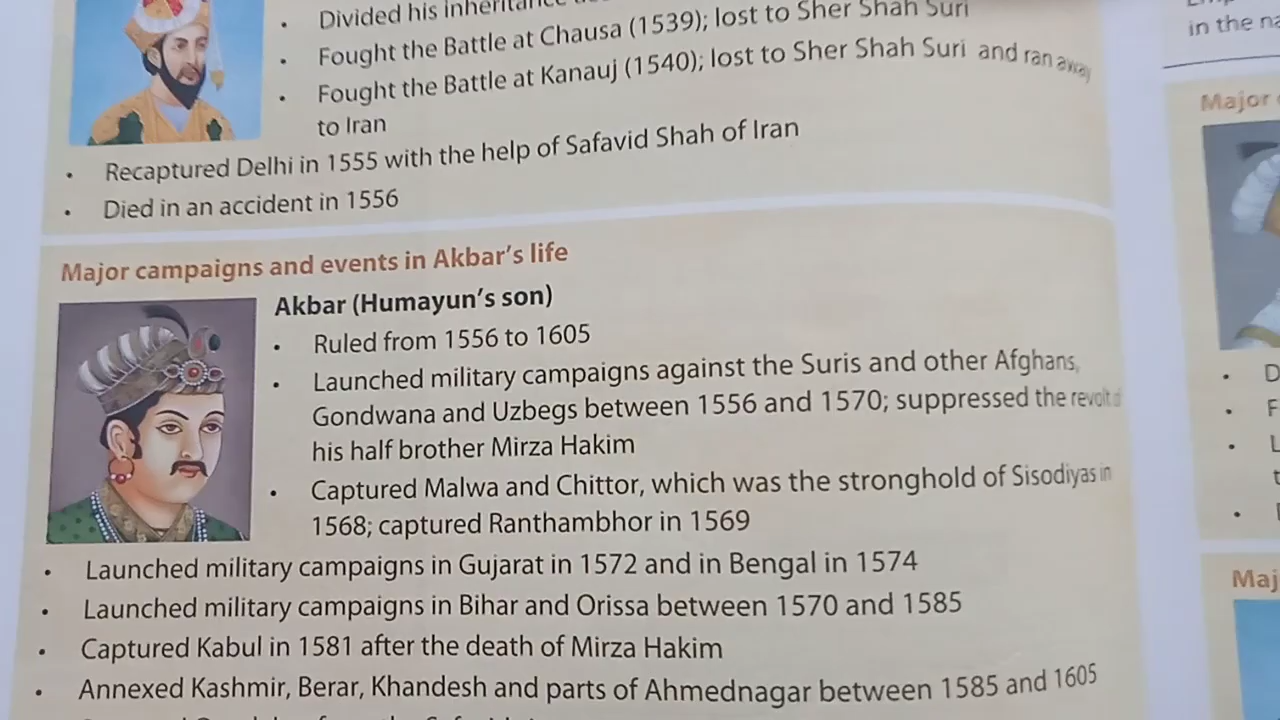 • Divided his inheritance
• Fought the Battle at Chausa (1539); lost to Sher Shah Suri
• Fought the Battle at Kanauj (1540); lost to Sher Shah Suri and ran away
to Iran
• Recaptured Delhi in 1555 with the help of Safavid Shah of Iran
• Died in an accident in 1556
Major campaigns and events in Akbar's life
Akbar (Humayun's son)
• Ruled from 1556 to 1605
• Launched military campaigns against the Suris and other Afghans,
Gondwana and Uzbegs between 1556 and 1570; suppressed the revolt
his half brother Mirza Hakim
• Captured Malwa and Chittor, which was the stronghold of Sisodiyas in
1568; captured Ranthambhor in 1569
• Launched military campaigns in Gujarat in 1572 and in Bengal in 1574
• Launched military campaigns in Bihar and Orissa between 1570 and 1585
• Captured Kabul in 1581 after the death of Mirza Hakim
• Annexed Kashmir, Berar, Khandesh and parts of Ahmednagar between 1585 and 1605
in the
Major